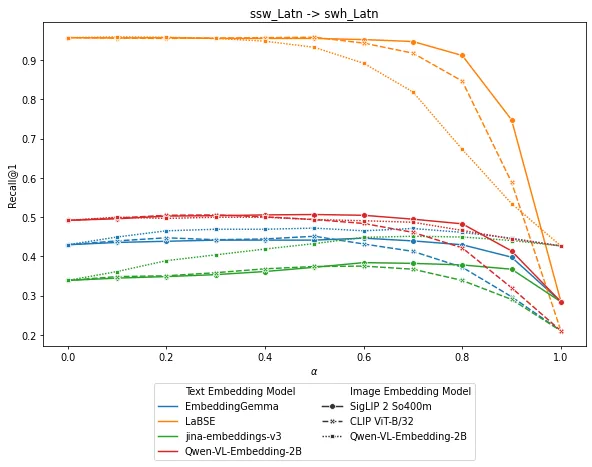 ssw_Latn -> swh_Latn
Recall@1
0.9
0.8
0.7
0.6
0.5
0.4
0.3
0.2
0.0 0.2 0.4 0.6 0.8 1.0
α
Text Embedding Model Image Embedding Model
EmbeddingGemma SigLIP 2 So400m
LaBSE CLIP ViT-B/32
jina-embeddings-v3 Qwen-VL-Embedding-2B
Qwen-VL-Embedding-2B